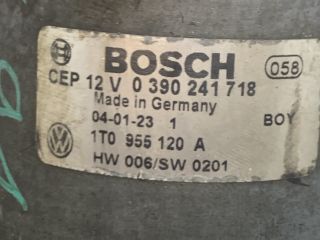 BOSCH
058
CEP 12 V 0 390 241 718
Made in Germany
04-01-23 1 BOY
1T0 955 120 A
HW 006/SW 0201